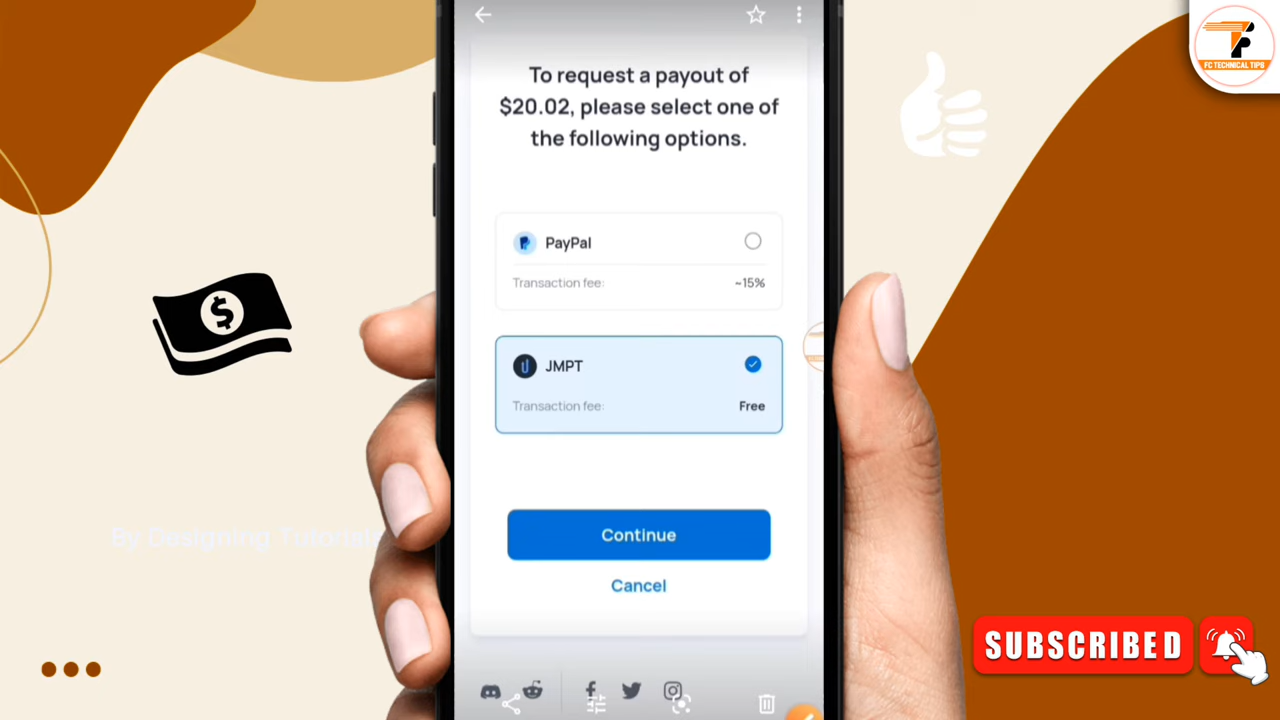 FC TECHNICAL TIPS
To request a payout of
$20.02, please select one of
the following options.
PayPal
Transaction fee: ~15%
JMPT
Transaction fee: Free
Continue
Cancel
By Designing Tutorials
SUBSCRIBED